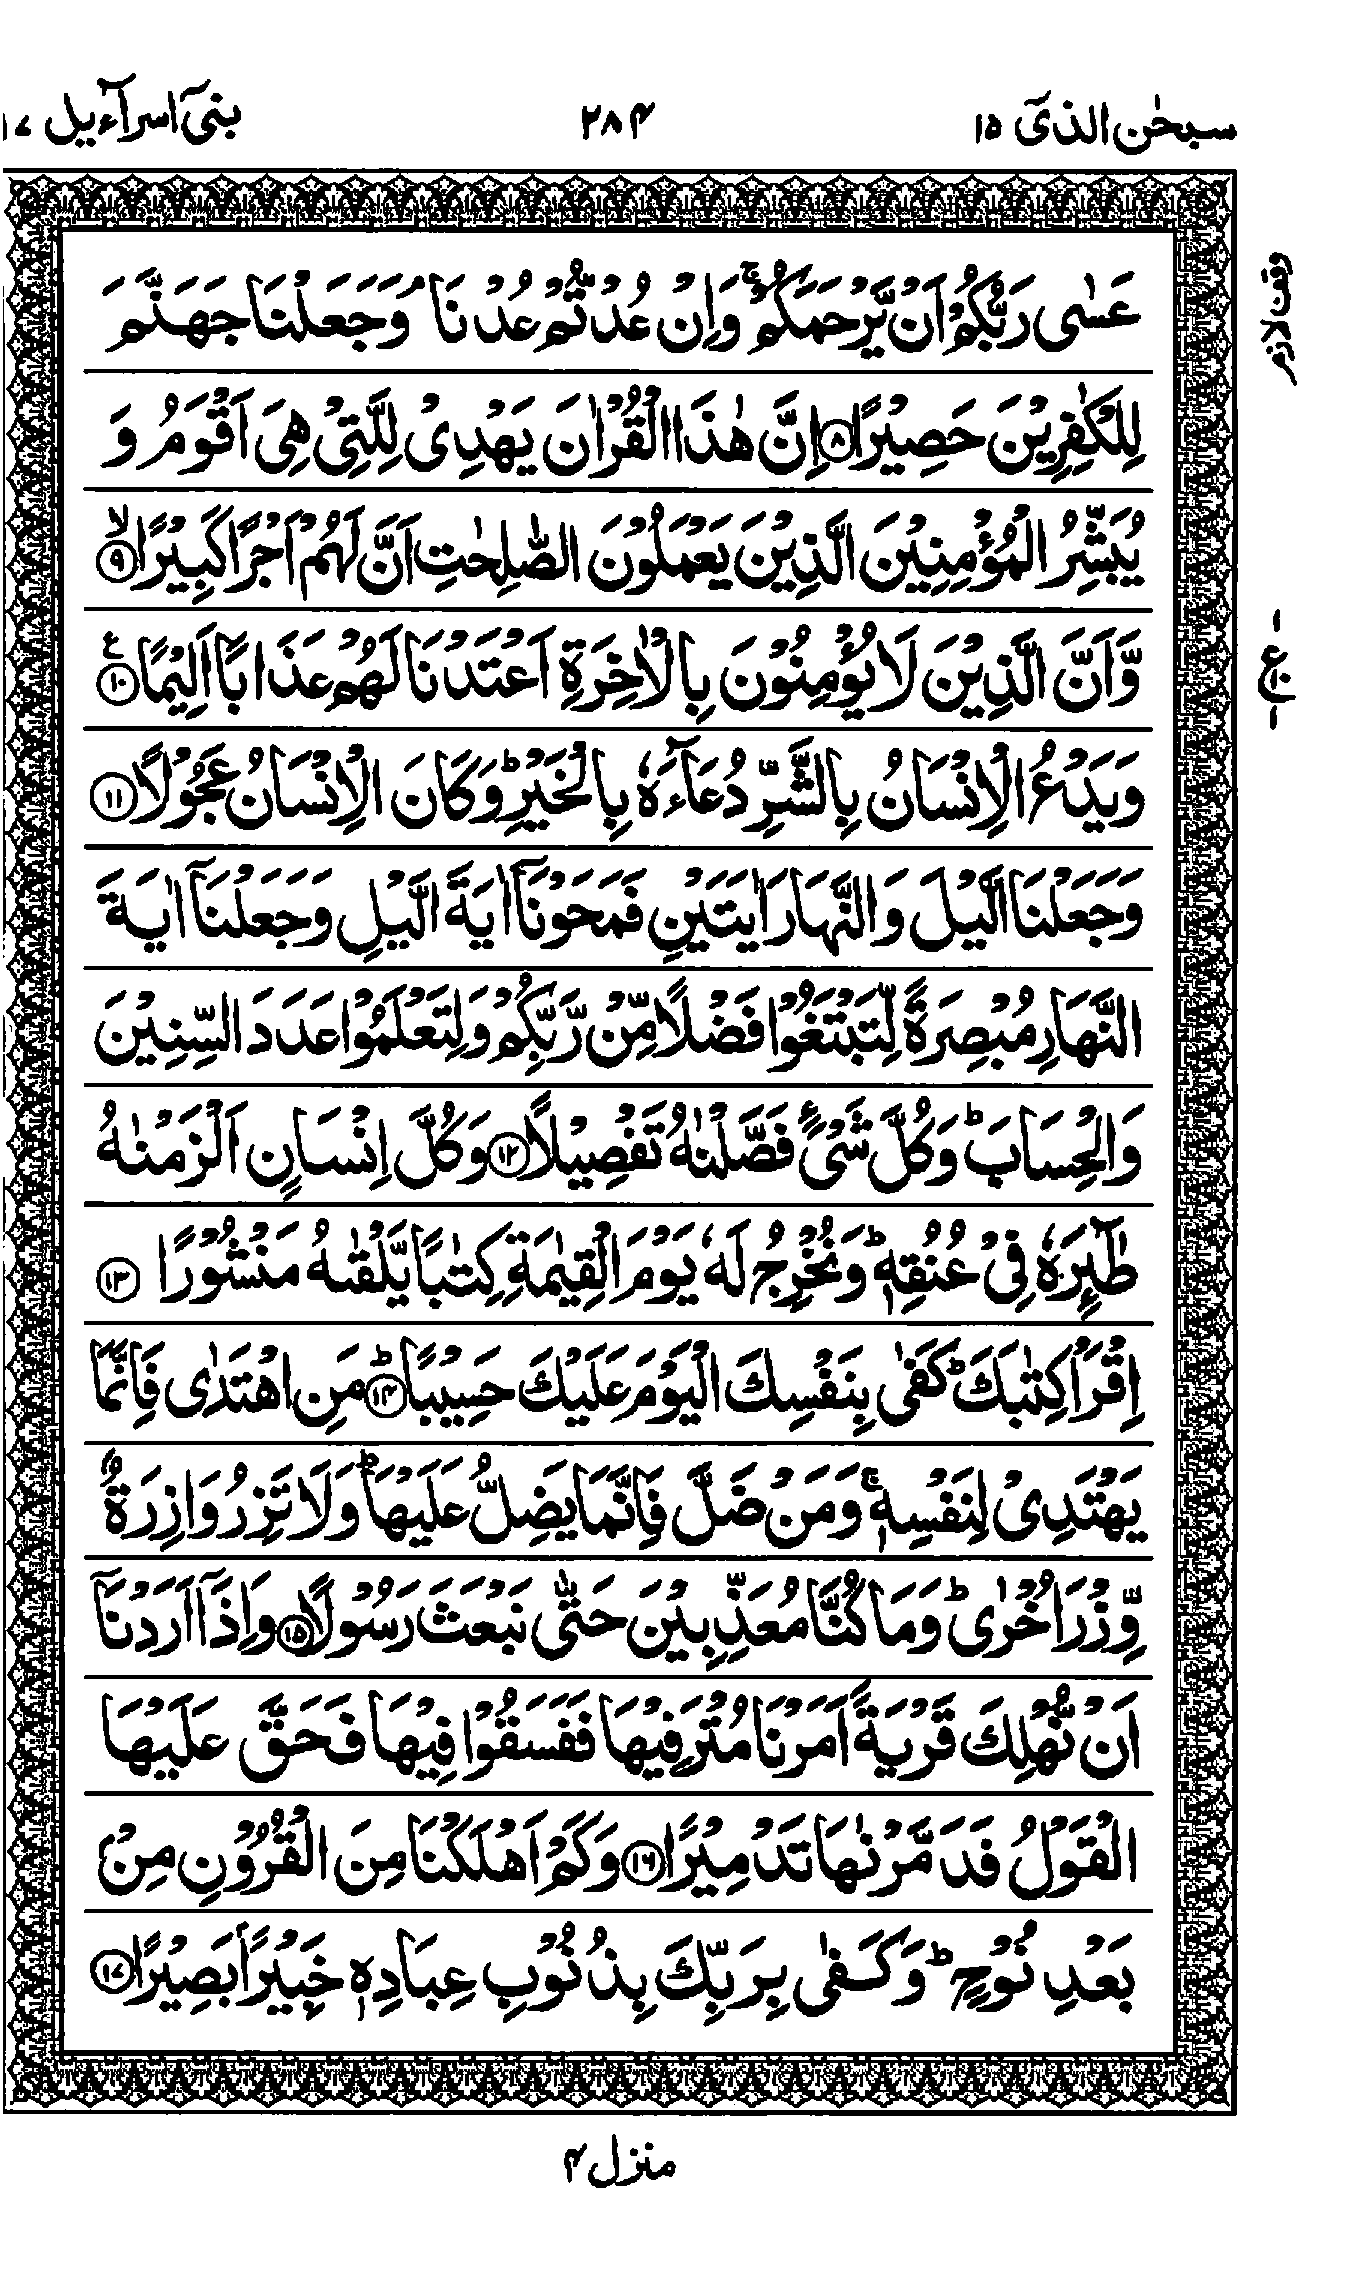 سبحٰن الذیٓ ۱۵
۲۸۴
بنیٓ اسرآءیل ۱۷
عَسٰى رَبُّكُمْ اَنْ يَّرْحَمَكُمْ ۚ وَاِنْ عُدْتُّمْ عُدْنَا ۘ وَجَعَلْنَا جَهَنَّمَ
وقف لازم
لِلْكٰفِرِيْنَ حَصِيْرًا ۝۸ اِنَّ هٰذَا الْقُرْاٰنَ يَهْدِىْ لِلَّتِىْ هِىَ اَقْوَمُ وَ
يُبَشِّرُ الْمُؤْمِنِيْنَ الَّذِيْنَ يَعْمَلُوْنَ الصّٰلِحٰتِ اَنَّ لَهُمْ اَجْرًا كَبِيْرًا ۙ۝۹
وَّاَنَّ الَّذِيْنَ لَا يُؤْمِنُوْنَ بِالْاٰخِرَةِ اَعْتَدْنَا لَهُمْ عَذَابًا اَلِيْمًا ۝۱۰ ع
ع
وَيَدْعُ الْاِنْسَانُ بِالشَّرِّ دُعَآءَهٗ بِالْخَيْرِ ؕ وَكَانَ الْاِنْسَانُ عَجُوْلًا ۝۱۱
وَجَعَلْنَا الَّيْلَ وَالنَّهَارَ اٰيَتَيْنِ فَمَحَوْنَاۤ اٰيَةَ الَّيْلِ وَجَعَلْنَاۤ اٰيَةَ
النَّهَارِ مُبْصِرَةً لِّتَبْتَغُوْا فَضْلًا مِّنْ رَّبِّكُمْ وَلِتَعْلَمُوْا عَدَدَ السِّنِيْنَ
وَالْحِسَابَ ؕ وَكُلَّ شَىْءٍ فَصَّلْنٰهُ تَفْصِيْلًا ۝۱۲ وَكُلَّ اِنْسَانٍ اَلْزَمْنٰهُ
طٰٓئِرَهٗ فِىْ عُنُقِهٖ ؕ وَنُخْرِجُ لَهٗ يَوْمَ الْقِيٰمَةِ كِتٰبًا يَّلْقٰىهُ مَنْشُوْرًا ۝۱۳
اِقْرَاْ كِتٰبَكَ ؕ كَفٰى بِنَفْسِكَ الْيَوْمَ عَلَيْكَ حَسِيْبًا ؕ۝۱۴ مَنِ اهْتَدٰى فَاِنَّمَا
يَهْتَدِىْ لِنَفْسِهٖ ۚ وَمَنْ ضَلَّ فَاِنَّمَا يَضِلُّ عَلَيْهَا ؕ وَلَا تَزِرُ وَازِرَةٌ
وِّزْرَ اُخْرٰى ؕ وَمَا كُنَّا مُعَذِّبِيْنَ حَتّٰى نَبْعَثَ رَسُوْلًا ۝۱۵ وَاِذَاۤ اَرَدْنَاۤ
اَنْ نُّهْلِكَ قَرْيَةً اَمَرْنَا مُتْرَفِيْهَا فَفَسَقُوْا فِيْهَا فَحَقَّ عَلَيْهَا
الْقَوْلُ فَدَمَّرْنٰهَا تَدْمِيْرًا ۝۱۶ وَكَمْ اَهْلَكْنَا مِنَ الْقُرُوْنِ مِنْۢ
بَعْدِ نُوْحٍ ؕ وَكَفٰى بِرَبِّكَ بِذُنُوْبِ عِبَادِهٖ خَبِيْرًاۢ بَصِيْرًا ۝۱۷
منزل ۴